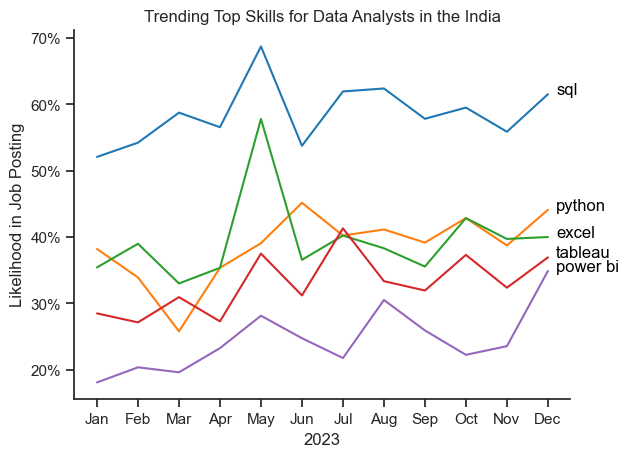 Trending Top Skills for Data Analysts in the India
Likelihood in Job Posting
70%
60%
50%
40%
30%
20%
sql
python
excel
tableau
power bi
Jan Feb Mar Apr May Jun Jul Aug Sep Oct Nov Dec
2023